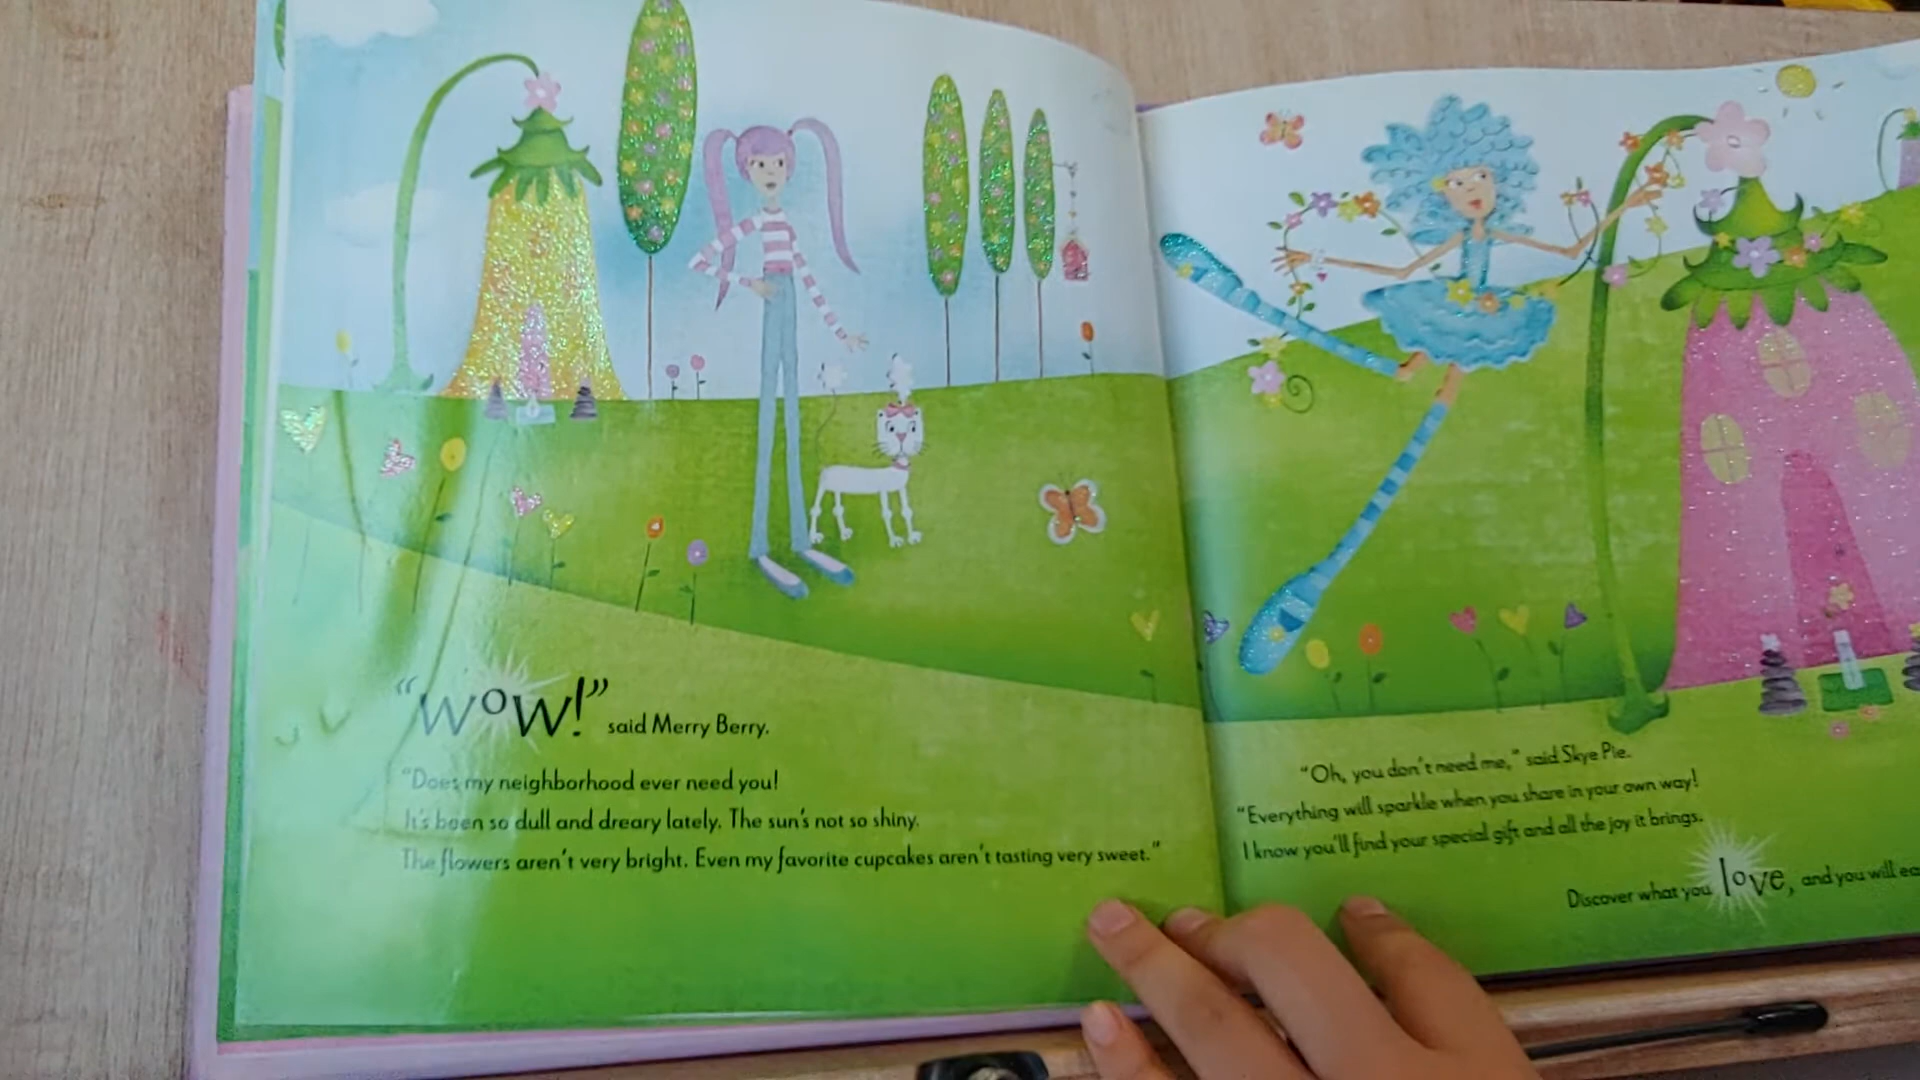 “wow!” said Merry Berry.
“Does my neighborhood ever need you!
It's been so dull and dreary lately. The sun's not so shiny.
The flowers aren't very bright. Even my favorite cupcakes aren't tasting very sweet.”
“Oh, you don't need me,” said Skye Pie.
“Everything will sparkle when you share in your own way!
I know you'll find your special gift and all the joy it brings.
Discover what you love, and you will